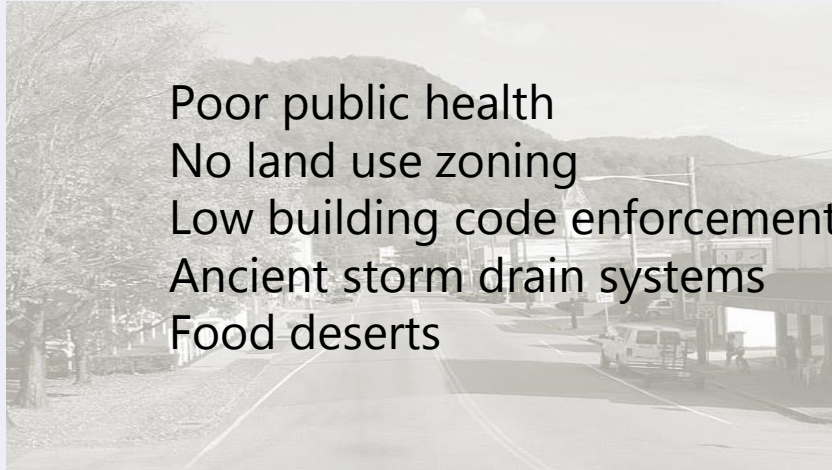 Poor public health
No land use zoning
Low building code enforcement
Ancient storm drain systems
Food deserts